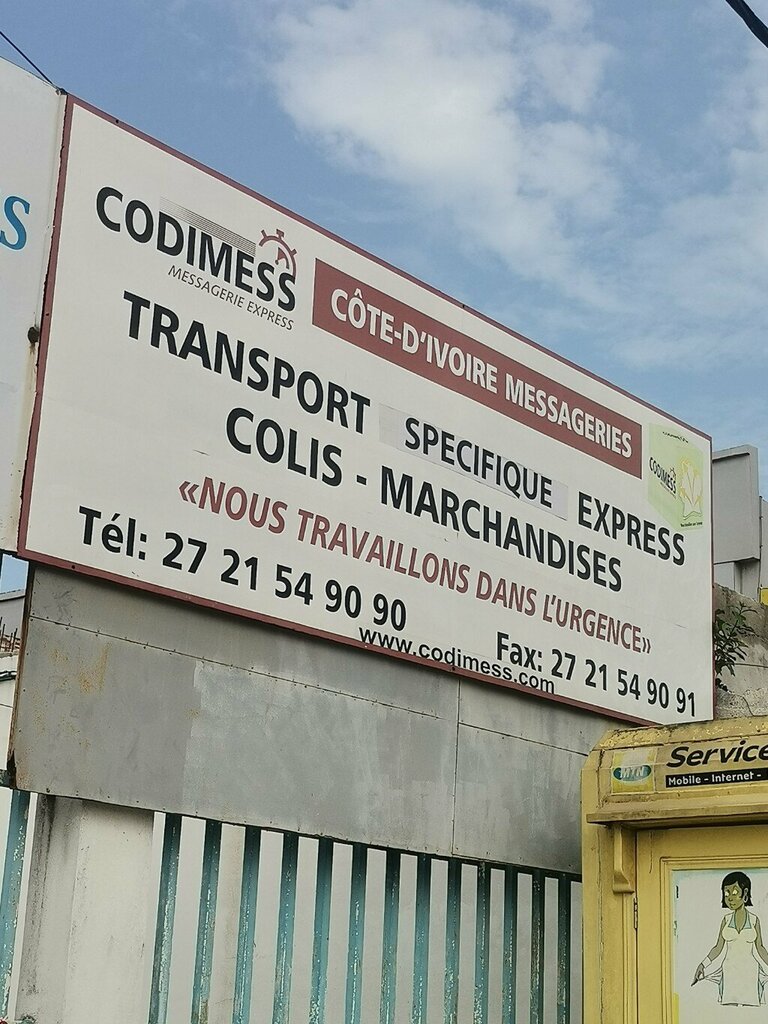 S
CODIMESS
MESSAGERIE EXPRESS
CÔTE-D'IVOIRE MESSAGERIES
TRANSPORT SPECIFIQUE EXPRESS
COLIS - MARCHANDISES
«NOUS TRAVAILLONS DANS L'URGENCE»
Tél: 27 21 54 90 90
Fax: 27 21 54 90 91
www.codimess.com
CODIMESS
MTN
Service
Mobile - Internet -